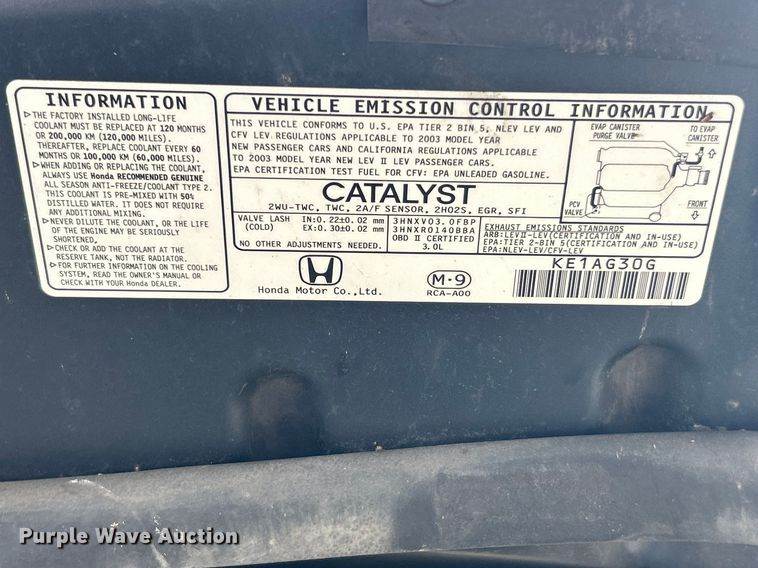 INFORMATION
▷THE FACTORY INSTALLED LONG-LIFE
COOLANT MUST BE REPLACED AT 120 MONTHS
OR 200,000 KM (120,000 MILES).
THEREAFTER, REPLACE COOLANT EVERY 60
MONTHS OR 100,000 KM (60,000 MILES).
▷WHEN ADDING OR REPLACING THE COOLANT,
ALWAYS USE Honda RECOMMENDED GENUINE
ALL SEASON ANTI-FREEZE/COOLANT TYPE 2.
THIS COOLANT IS PRE-MIXED WITH 50%
DISTILLED WATER. IT DOES NOT REQUIRE
ANY ADDITIONAL MIXING.
▷NEVER DILUTE THE COOLANT, OR THE LIFE
OF THE ENGINE MAY BE SERIOUSLY
SHORTENED,
▷CHECK OR ADD THE COOLANT AT THE
RESERVE TANK, NOT THE RADIATOR.
▷FOR FURTHER INFORMATION ON THE COOLING
SYSTEM, READ THE OWNER'S MANUAL OR
CHECK WITH YOUR Honda DEALER.
VEHICLE EMISSION CONTROL INFORMATION
THIS VEHICLE CONFORMS TO U.S. EPA TIER 2 BIN 5, NLEV LEV AND
CFV LEV REGULATIONS APPLICABLE TO 2003 MODEL YEAR
NEW PASSENGER CARS AND CALIFORNIA REGULATIONS APPLICABLE
TO 2003 MODEL YEAR NEW LEV II LEV PASSENGER CARS.
EPA CERTIFICATION TEST FUEL FOR CFV: EPA UNLEADED GASOLINE.
CATALYST
2WU-TWC, TWC, 2A/F SENSOR, 2HO2S, EGR, SFI
VALVE LASH IN:0.22±0.02 mm
(COLD) EX:0.30±0.02 mm
NO OTHER ADJUSTMENTS NEEDED.
3HNXV03.0FBP
3HNXR0140BBA
OBD II CERTIFIED
3.0L
EVAP CANISTER
PURGE VALVE
TO EVAP
CANISTER
PCV
VALVE
FRONT
EXHAUST EMISSIONS STANDARDS
ARB:LEVII-LEV(CERTIFICATION AND IN-USE)
EPA:TIER 2-BIN 5(CERTIFICATION AND IN-USE)
EPA:NLEV-LEV/CFV-LEV
Honda Motor Co.,Ltd.
M-9
RCA-A00
KE1AG30G
Purple Wave Auction®